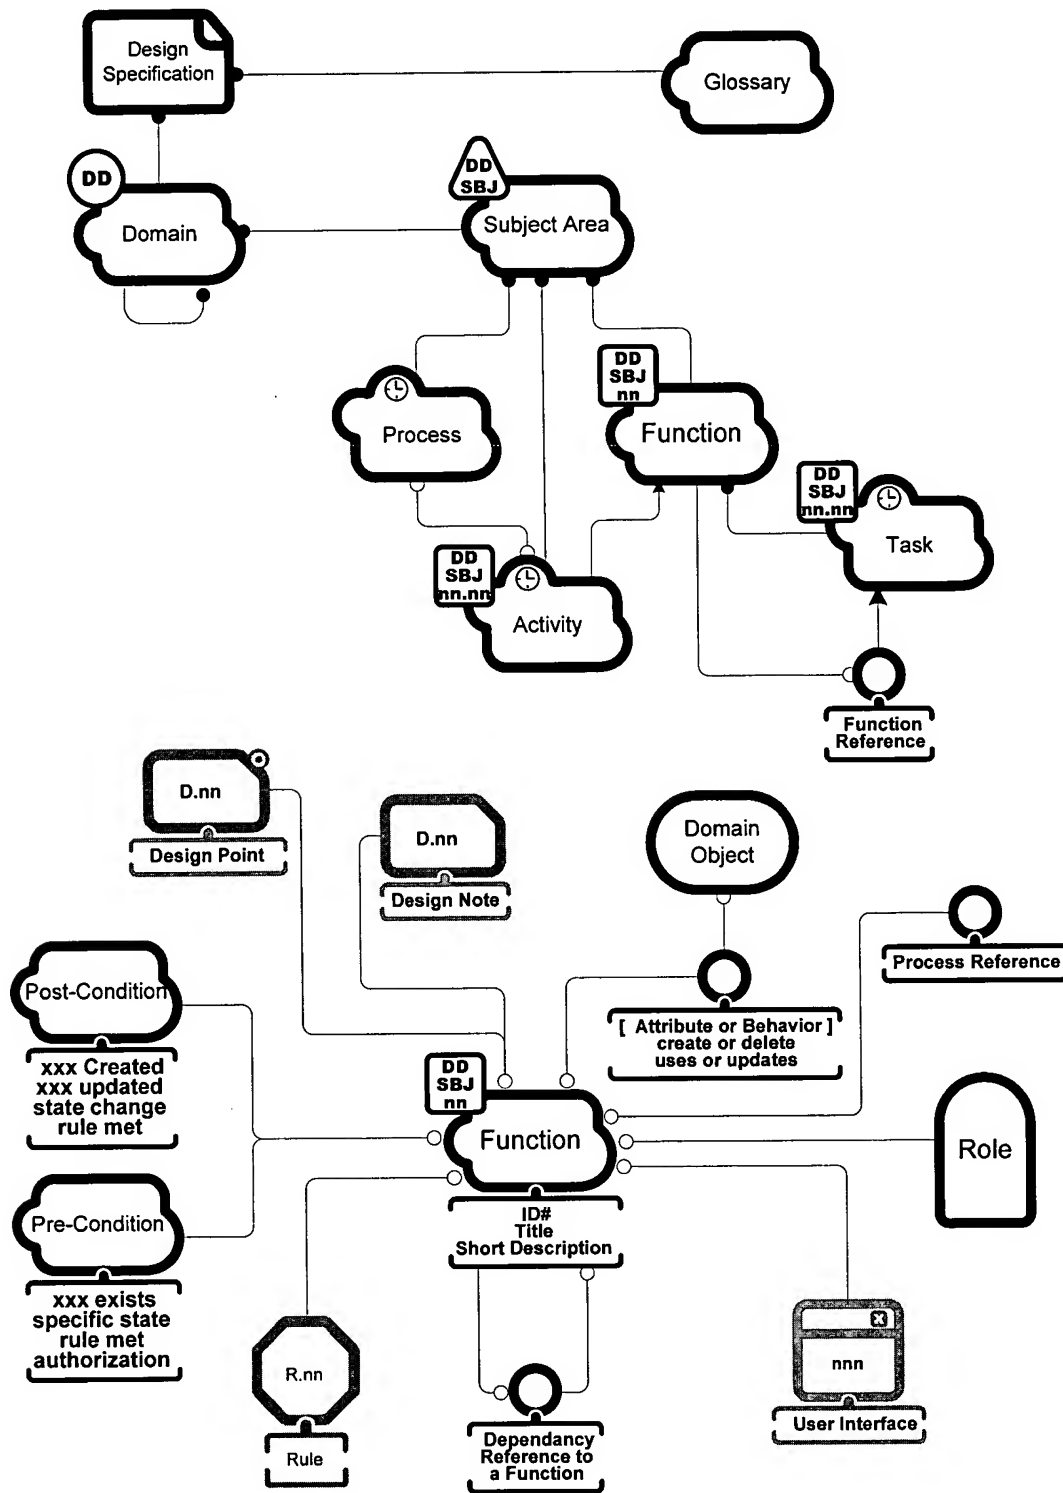 Design
Specification
Glossary
DD
Domain
DD
SBJ
Subject Area
Process
DD
SBJ
nn
Function
DD
SBJ
nn.nn
Task
DD
SBJ
nn.nn
Activity
Function
Reference
D.nn
Design Point
D.nn
Design Note
Domain
Object
Process Reference
[ Attribute or Behavior ]
create or delete
uses or updates
Post-Condition
xxx Created
xxx updated
state change
rule met
DD
SBJ
nn
Function
ID#
Title
Short Description
Role
Pre-Condition
xxx exists
specific state
rule met
authorization
R.nn
Rule
Dependancy
Reference to
a Function
x
nnn
User Interface